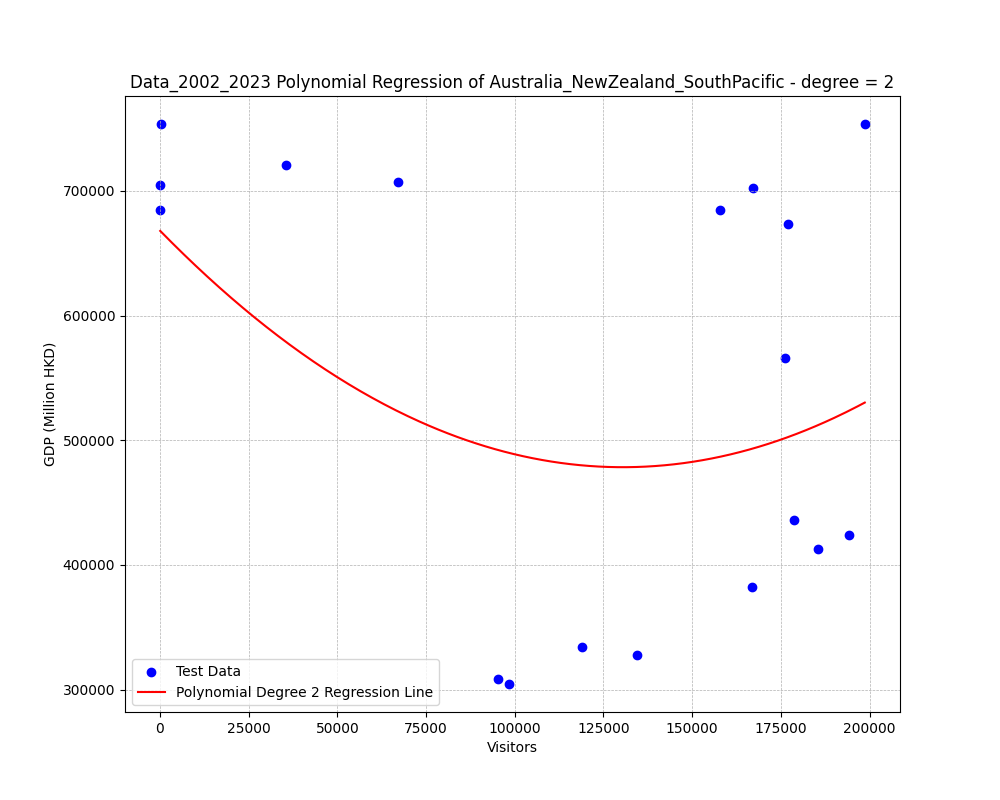 Data_2002_2023 Polynomial Regression of Australia_NewZealand_SouthPacific - degree = 2
GDP (Million HKD)
700000
600000
500000
400000
300000
Test Data
Polynomial Degree 2 Regression Line
0 25000 50000 75000 100000 125000 150000 175000 200000
Visitors